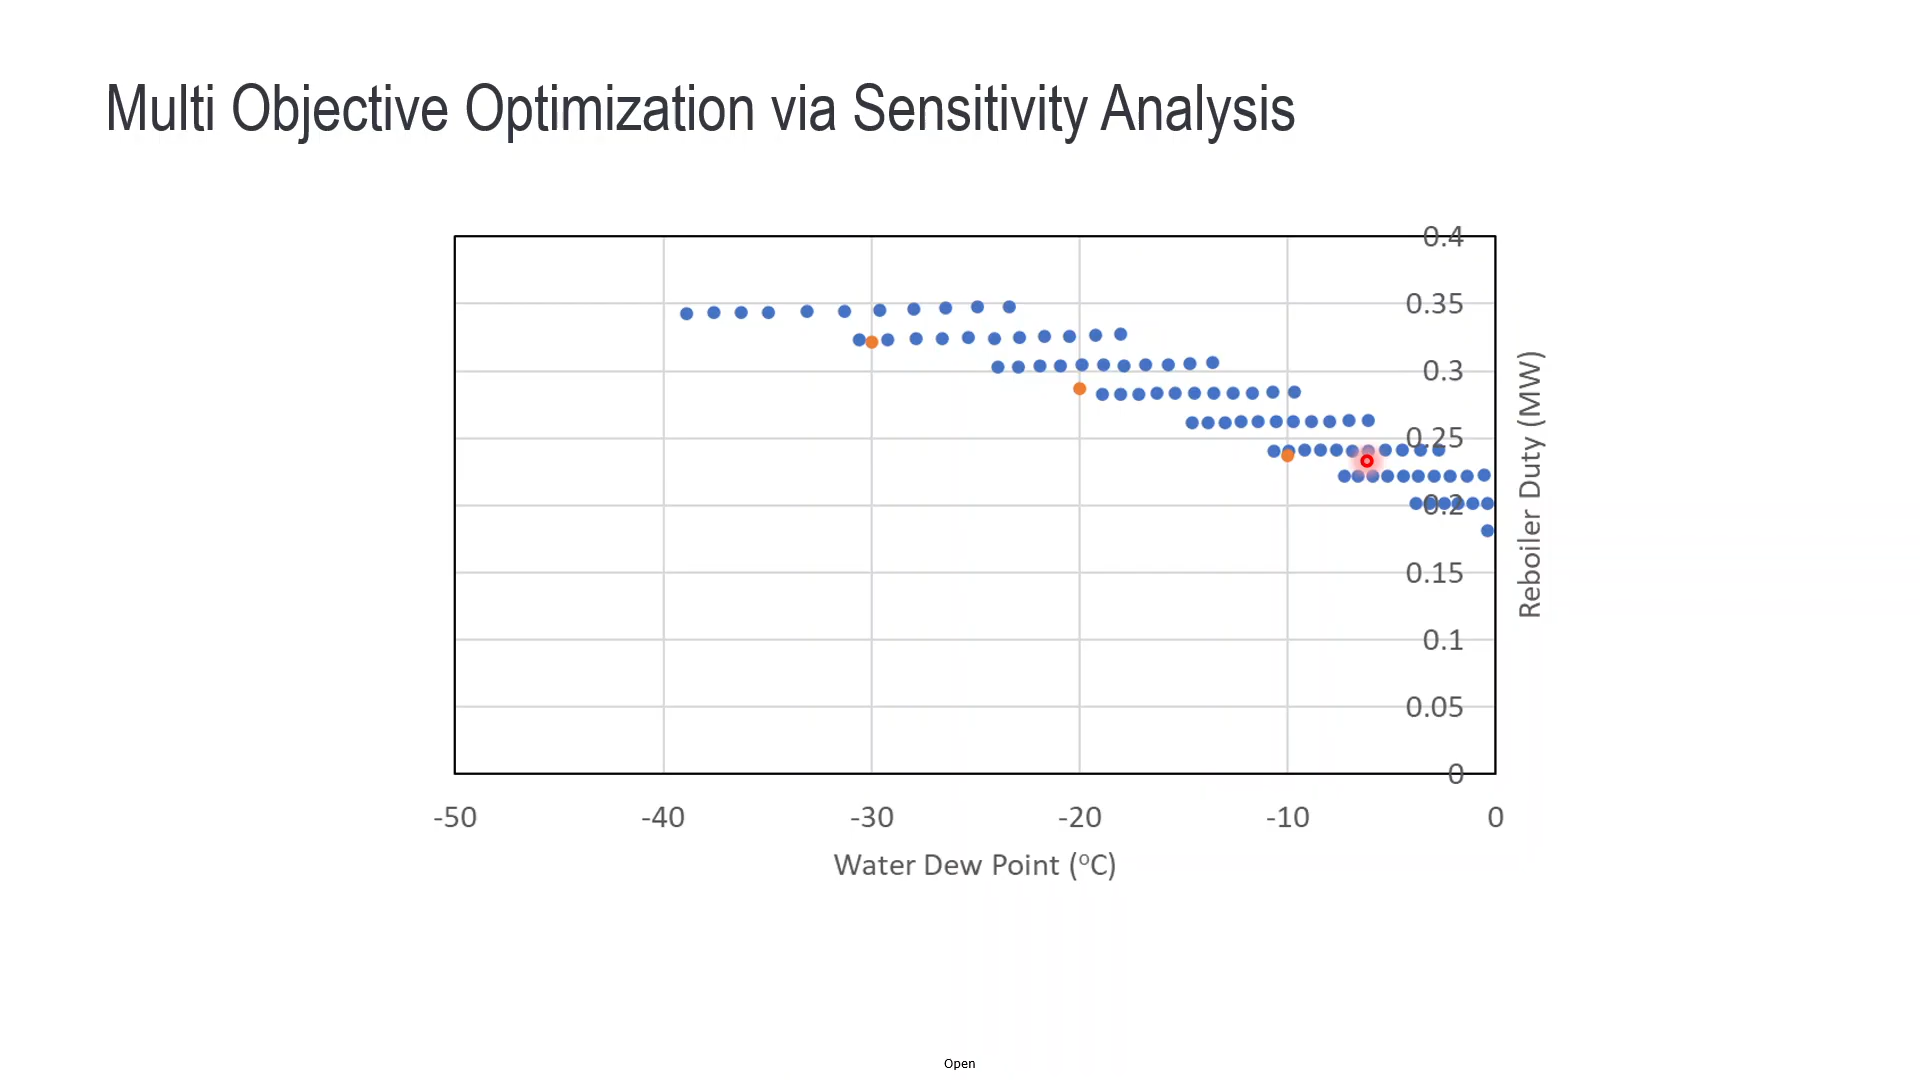 Multi Objective Optimization via Sensitivity Analysis
0.4
0.35
0.3
0.25
0.2
0.15
0.1
0.05
0
Reboiler Duty (MW)
-50 -40 -30 -20 -10 0
Water Dew Point (ºC)
Open